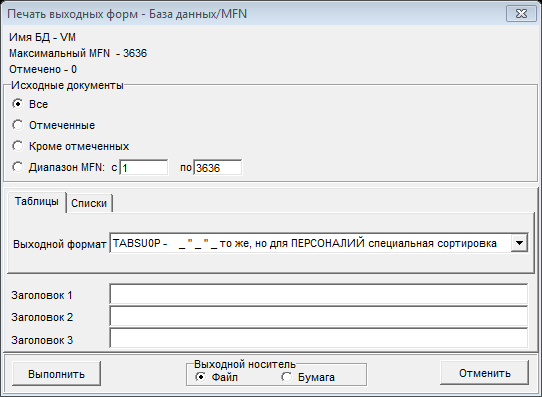 Печать выходных форм - База данных/MFN
Имя БД - VM
Максимальный MFN - 3636
Отмечено - 0
Исходные документы
Все
Отмеченные
Кроме отмеченных
Диапазон MFN: с 1 по 3636
Таблицы Списки
Выходной формат TABSU0P - _ " _ " _ то же, но для ПЕРСОНАЛИЙ специальная сортировка
Заголовок 1
Заголовок 2
Заголовок 3
Выходной носитель
Выполнить Файл Бумага Отменить